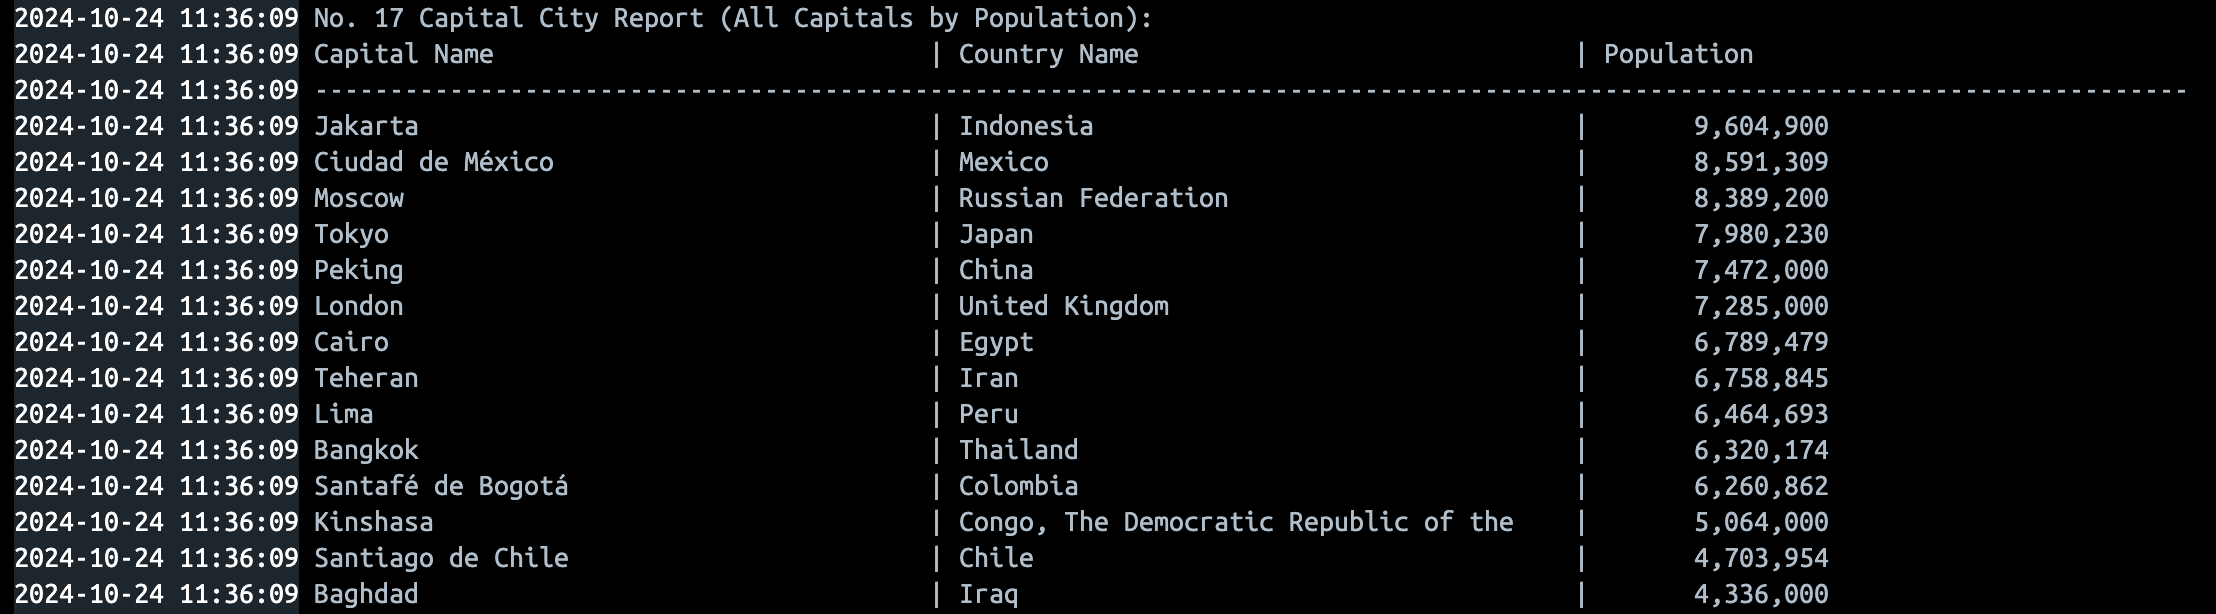 2024-10-24 11:36:09 No. 17 Capital City Report (All Capitals by Population):
2024-10-24 11:36:09 Capital Name | Country Name | Population
2024-10-24 11:36:09 -----------------------------------------------------------------------------------------------------------------------------
2024-10-24 11:36:09 Jakarta | Indonesia | 9,604,900
2024-10-24 11:36:09 Ciudad de México | Mexico | 8,591,309
2024-10-24 11:36:09 Moscow | Russian Federation | 8,389,200
2024-10-24 11:36:09 Tokyo | Japan | 7,980,230
2024-10-24 11:36:09 Peking | China | 7,472,000
2024-10-24 11:36:09 London | United Kingdom | 7,285,000
2024-10-24 11:36:09 Cairo | Egypt | 6,789,479
2024-10-24 11:36:09 Teheran | Iran | 6,758,845
2024-10-24 11:36:09 Lima | Peru | 6,464,693
2024-10-24 11:36:09 Bangkok | Thailand | 6,320,174
2024-10-24 11:36:09 Santafé de Bogotá | Colombia | 6,260,862
2024-10-24 11:36:09 Kinshasa | Congo, The Democratic Republic of the | 5,064,000
2024-10-24 11:36:09 Santiago de Chile | Chile | 4,703,954
2024-10-24 11:36:09 Baghdad | Iraq | 4,336,000